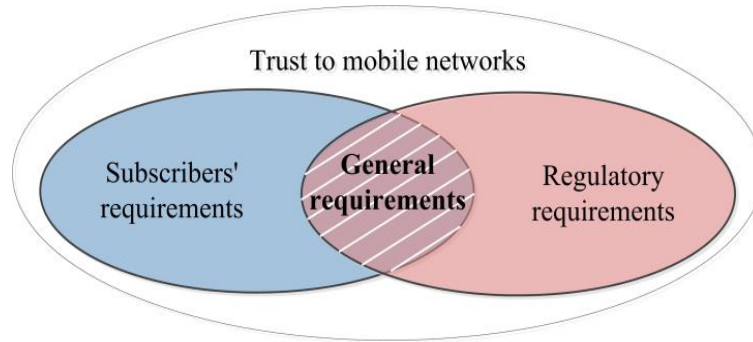 Trust to mobile networks
Subscribers'
requirements
General
requirements
Regulatory
requirements